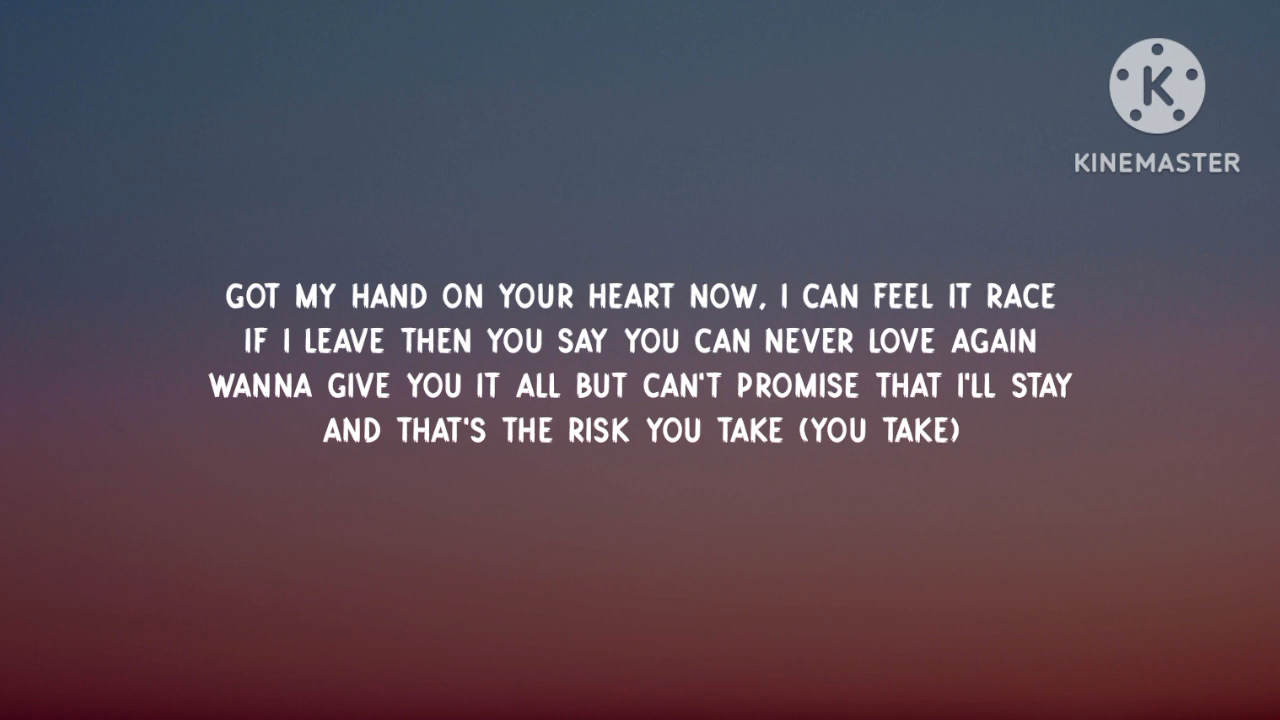 K
KINEMASTER
GOT MY HAND ON YOUR HEART NOW, I CAN FEEL IT RACE
IF I LEAVE THEN YOU SAY YOU CAN NEVER LOVE AGAIN
WANNA GIVE YOU IT ALL BUT CAN'T PROMISE THAT I'LL STAY
AND THAT'S THE RISK YOU TAKE (YOU TAKE)